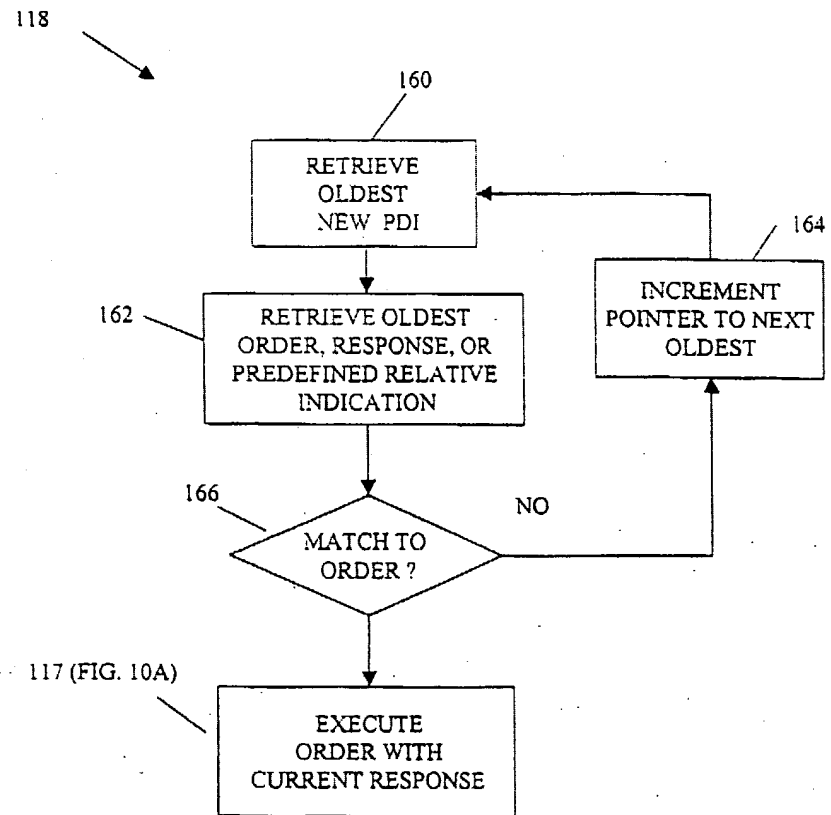 118
160
RETRIEVE
OLDEST
NEW PDI
164
INCREMENT
POINTER TO NEXT
OLDEST
162
RETRIEVE OLDEST
ORDER, RESPONSE, OR
PREDEFINED RELATIVE
INDICATION
166
NO
MATCH TO
ORDER ?
117 (FIG. 10A)
EXECUTE
ORDER WITH
CURRENT RESPONSE